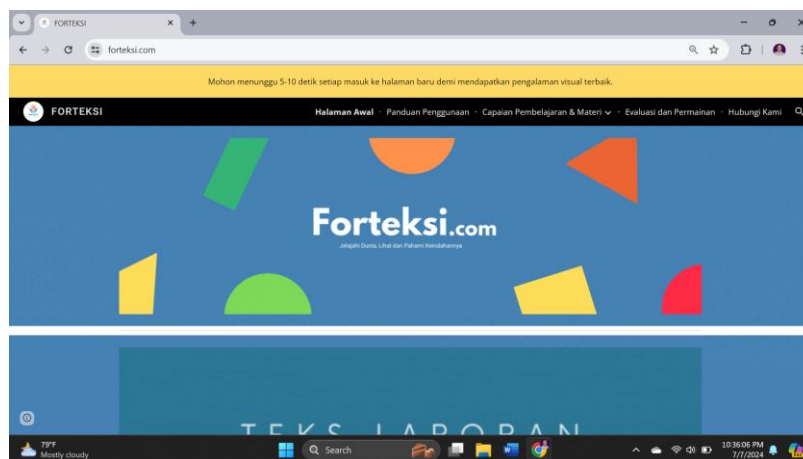 FORTEKSI
forteksi.com
Mohon menunggu 5-10 detik setiap masuk ke halaman baru demi mendapatkan pengalaman visual terbaik.
FORTEKSI
Halaman Awal Panduan Penggunaan Capaian Pembelajaran & Materi Evaluasi dan Permainan Hubungi Kami
Forteksi.com
Jelajahi Dunia, Lihat dan Pahami Keindahannya
TEKS LAPORAN
79°F
Mostly cloudy
Search
10:36:06 PM
7/7/2024